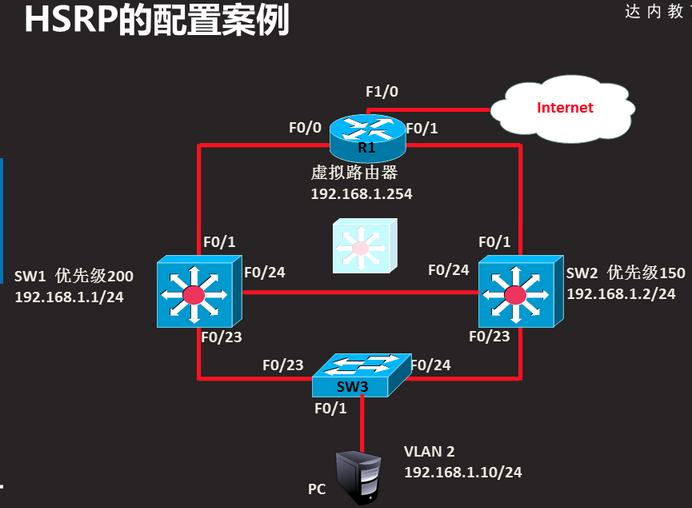 HSRP的配置案例
达内教
F1/0
Internet
F0/0
F0/1
R1
虚拟路由器
192.168.1.254
F0/1
F0/1
SW1 优先级200
192.168.1.1/24
F0/24
F0/24
SW2 优先级150
192.168.1.2/24
F0/23
F0/23
F0/23
F0/24
SW3
F0/1
VLAN 2
192.168.1.10/24
PC